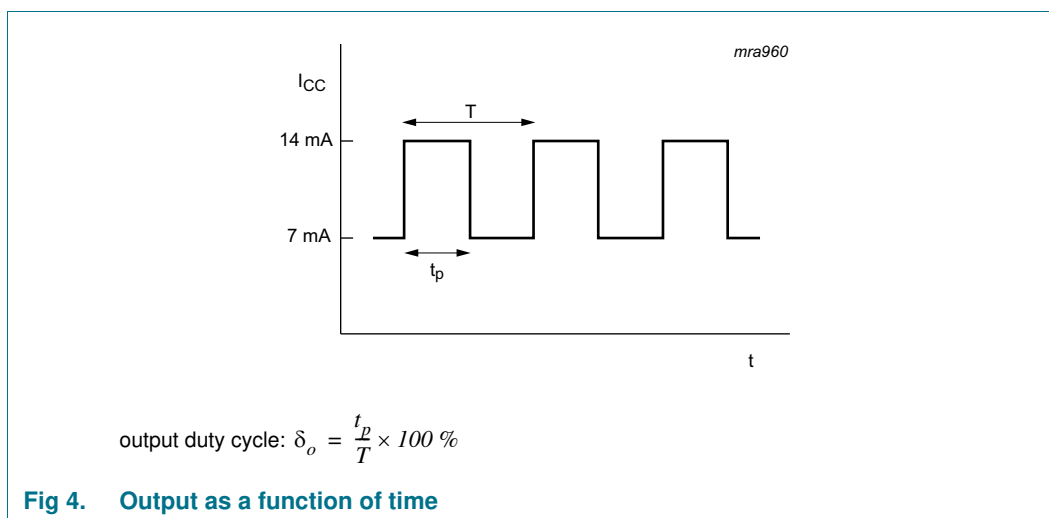 mra960
I_CC
T
14 mA
7 mA
t_p
t
output duty cycle: δ_o = t_p/T × 100 %
Fig 4. Output as a function of time